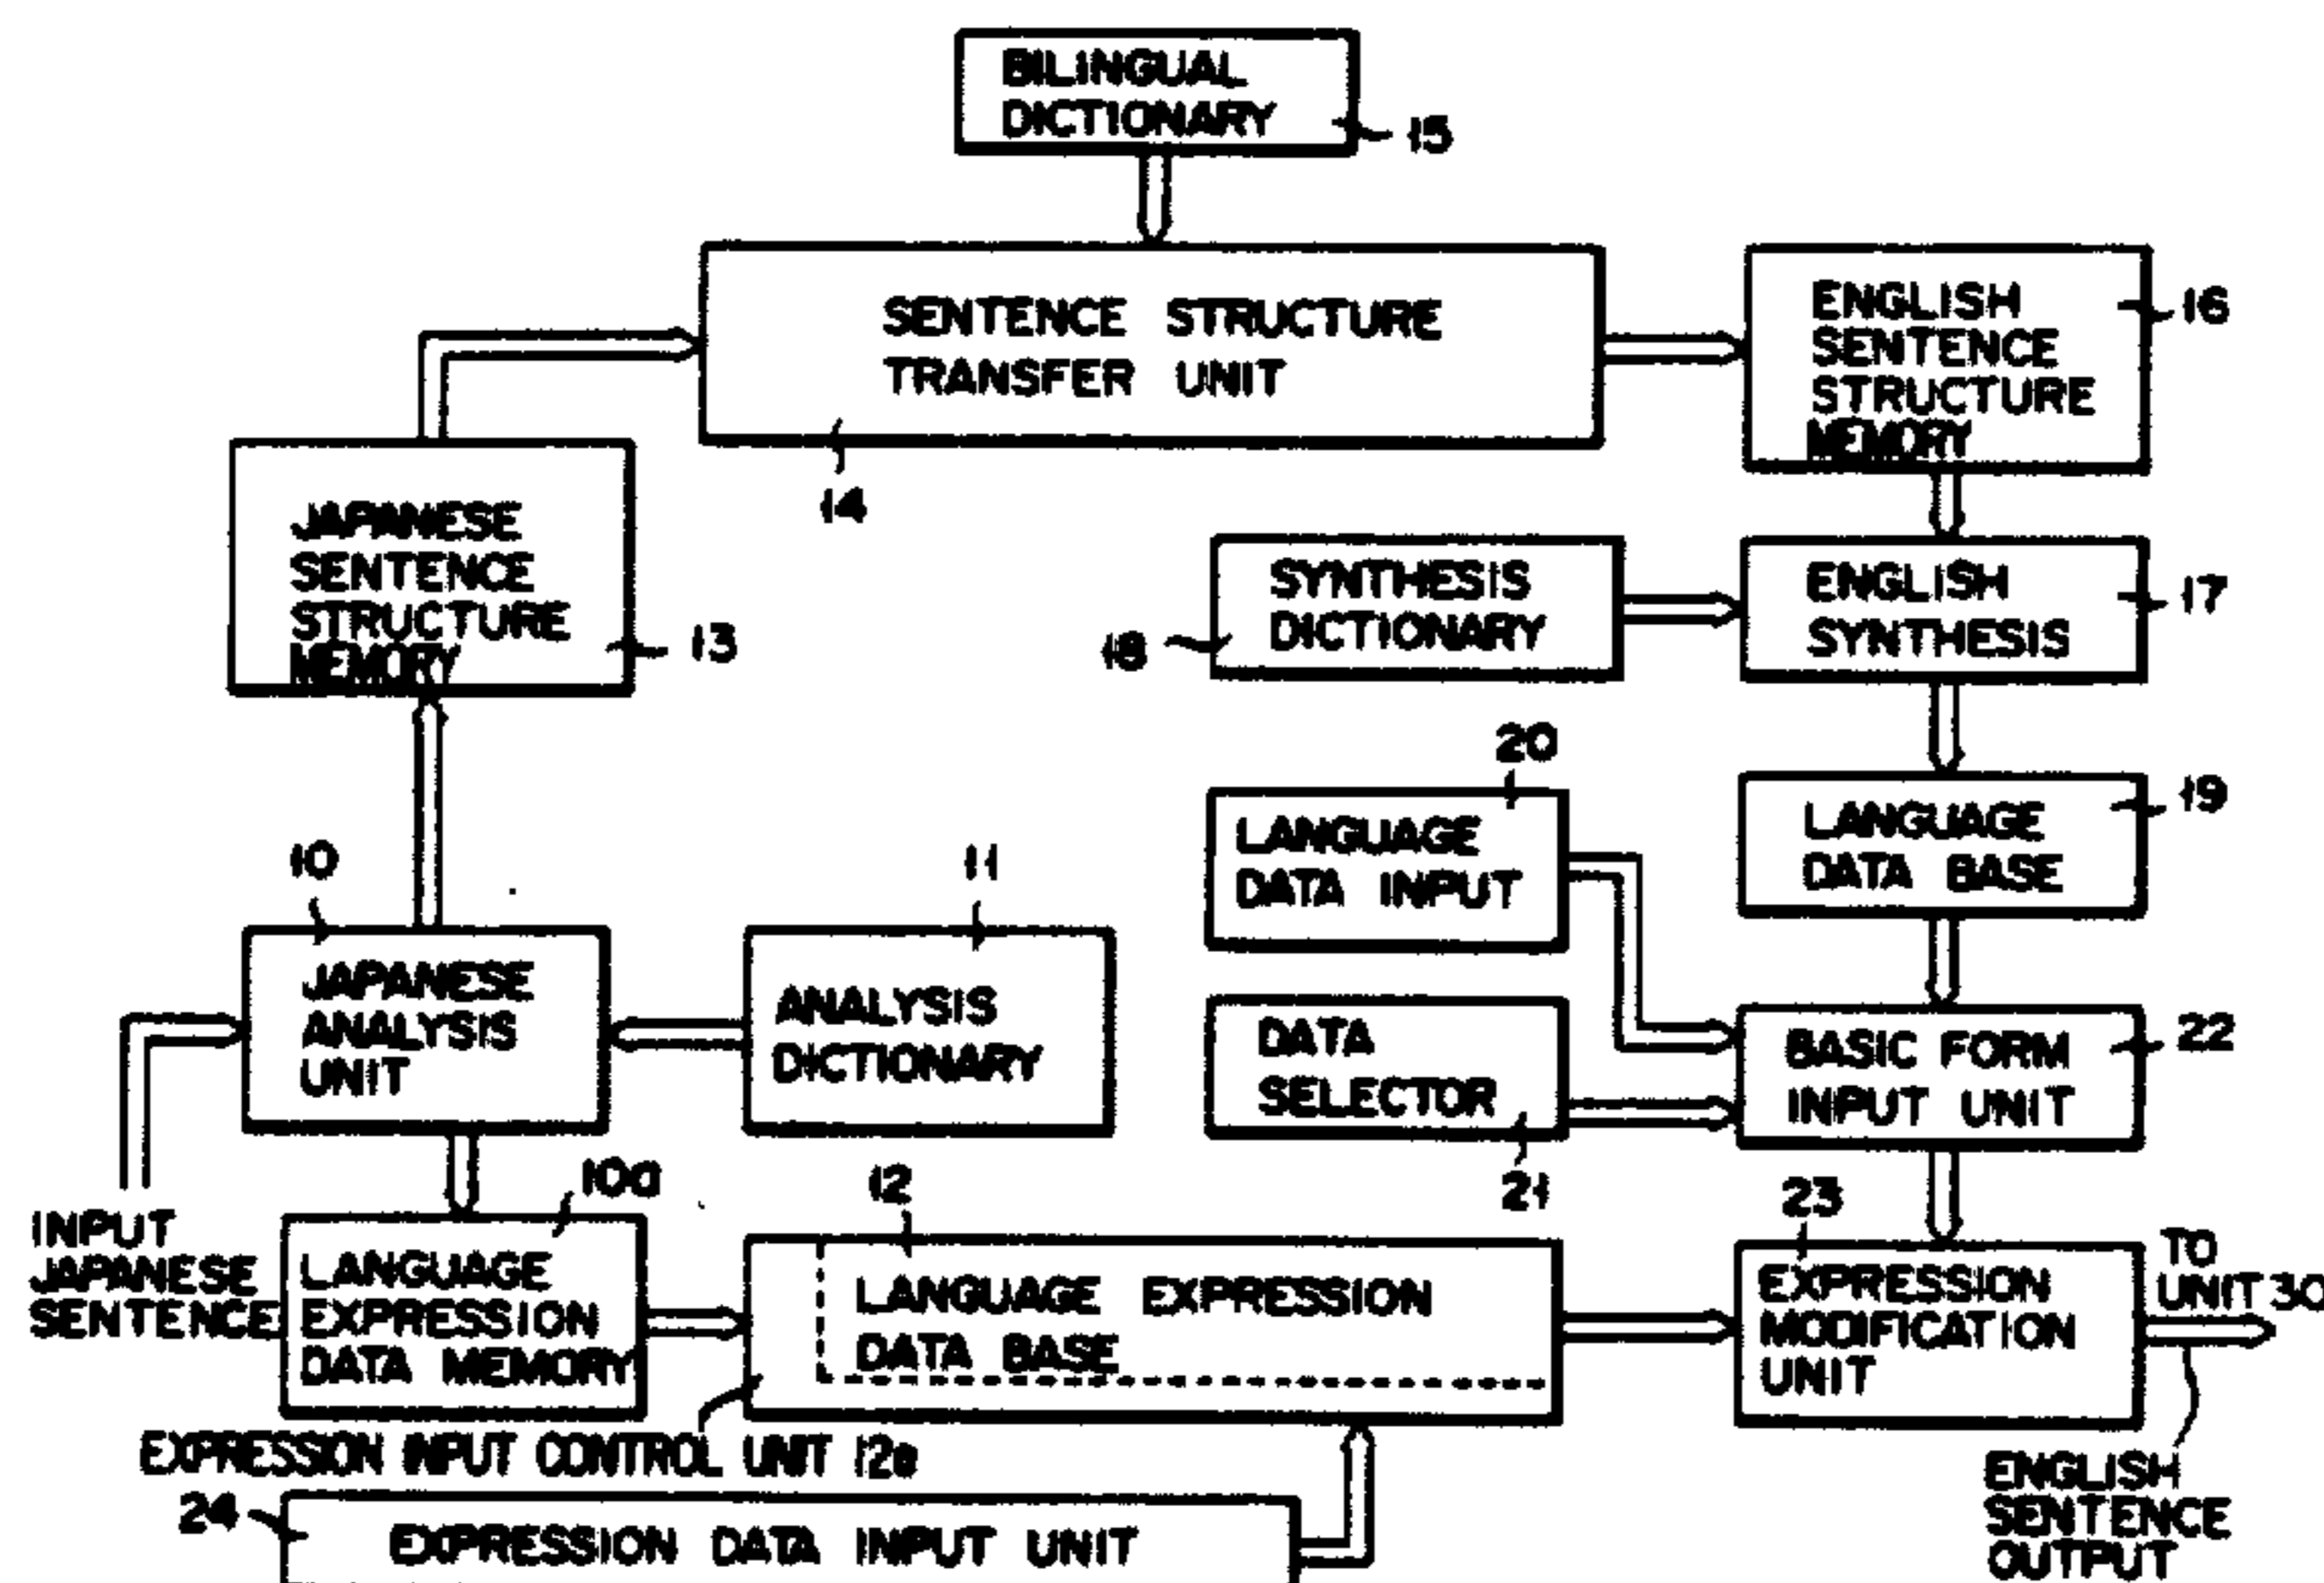 BILINGUAL
DICTIONARY
15
SENTENCE STRUCTURE
TRANSFER UNIT
14
ENGLISH
SENTENCE
STRUCTURE
MEMORY
16
JAPANESE
SENTENCE
STRUCTURE
MEMORY
13
SYNTHESIS
DICTIONARY
18
ENGLISH
SYNTHESIS
17
20
LANGUAGE
DATA INPUT
LANGUAGE
DATA BASE
19
10
JAPANESE
ANALYSIS
UNIT
11
ANALYSIS
DICTIONARY
DATA
SELECTOR
21
BASIC FORM
INPUT UNIT
22
INPUT
JAPANESE
SENTENCE
10a
LANGUAGE
EXPRESSION
DATA MEMORY
12
LANGUAGE EXPRESSION
DATA BASE
23
EXPRESSION
MODIFICATION
UNIT
TO
UNIT 30
EXPRESSION INPUT CONTROL UNIT 12a
24
EXPRESSION DATA INPUT UNIT
ENGLISH
SENTENCE
OUTPUT